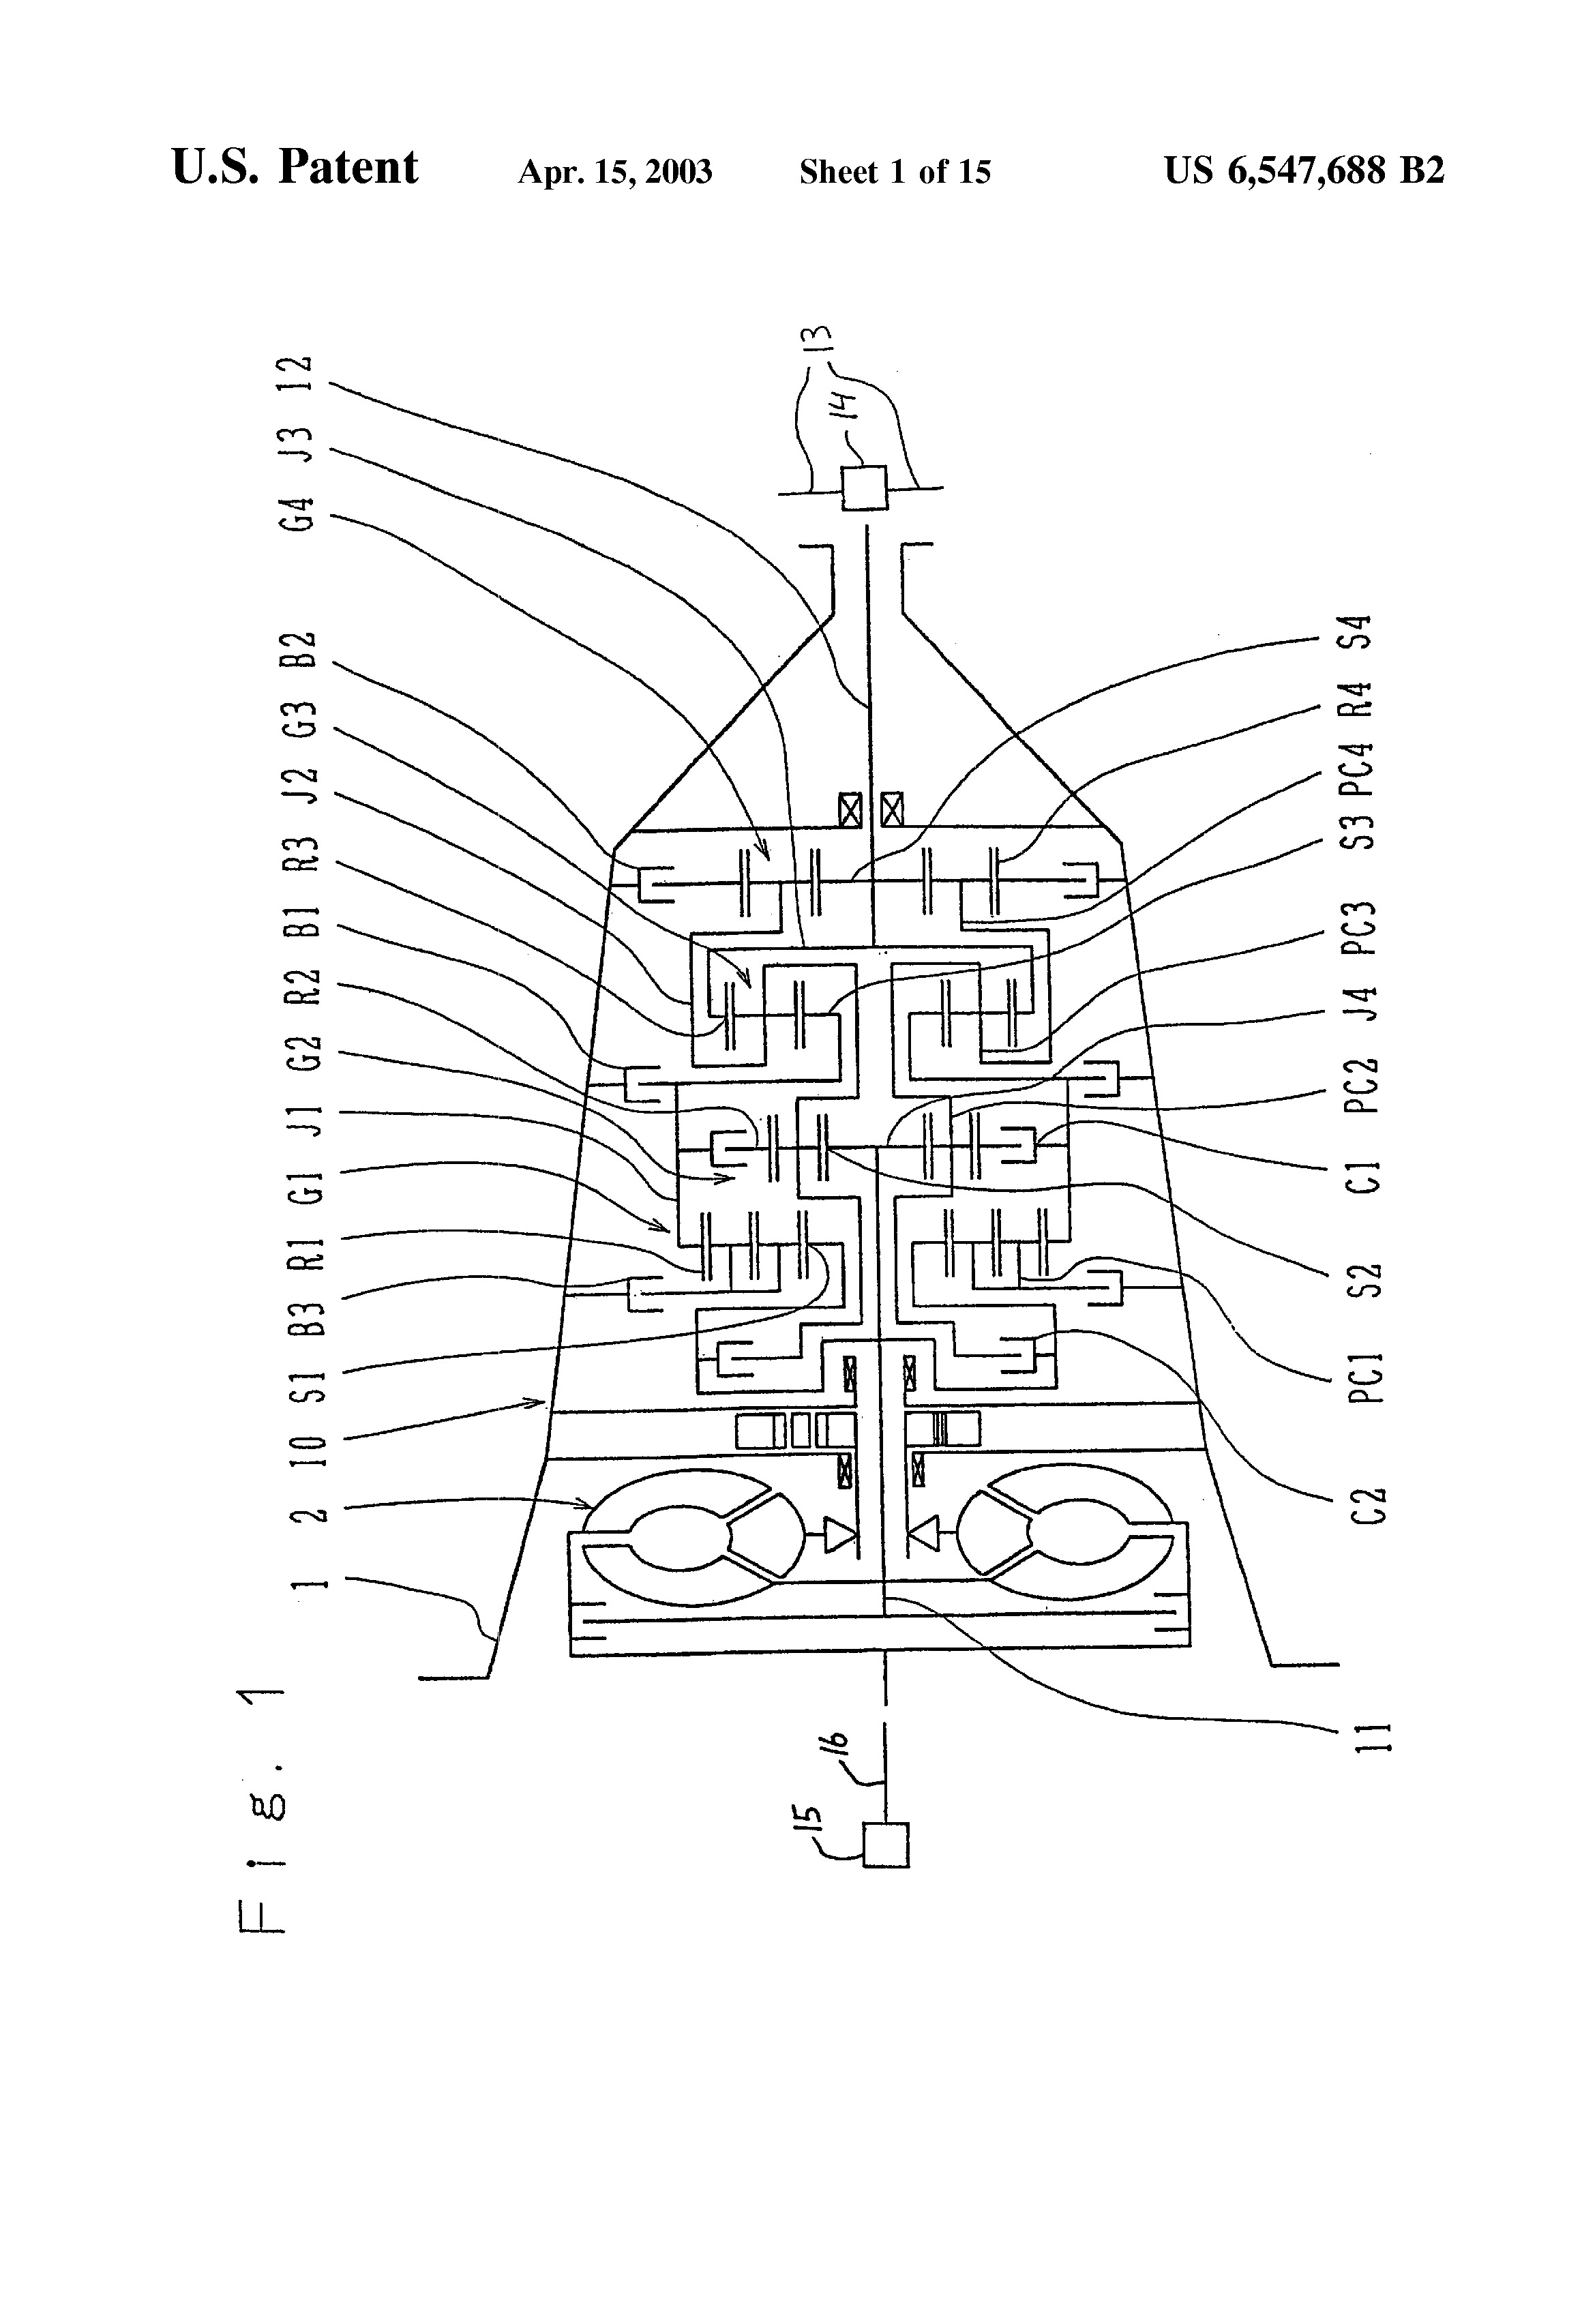 U.S. Patent Apr. 15, 2003 Sheet 1 of 15 US 6,547,688 B2
Fig. 1
1
2
10
S1
B3
R1
G1
J1
G2
R2
B1
R3
J2
G3
B2
G4
J3
12
13
14
15
16
11
C2
PC1
S2
C1
PC2
J4
PC3
S3
PC4
R4
S4